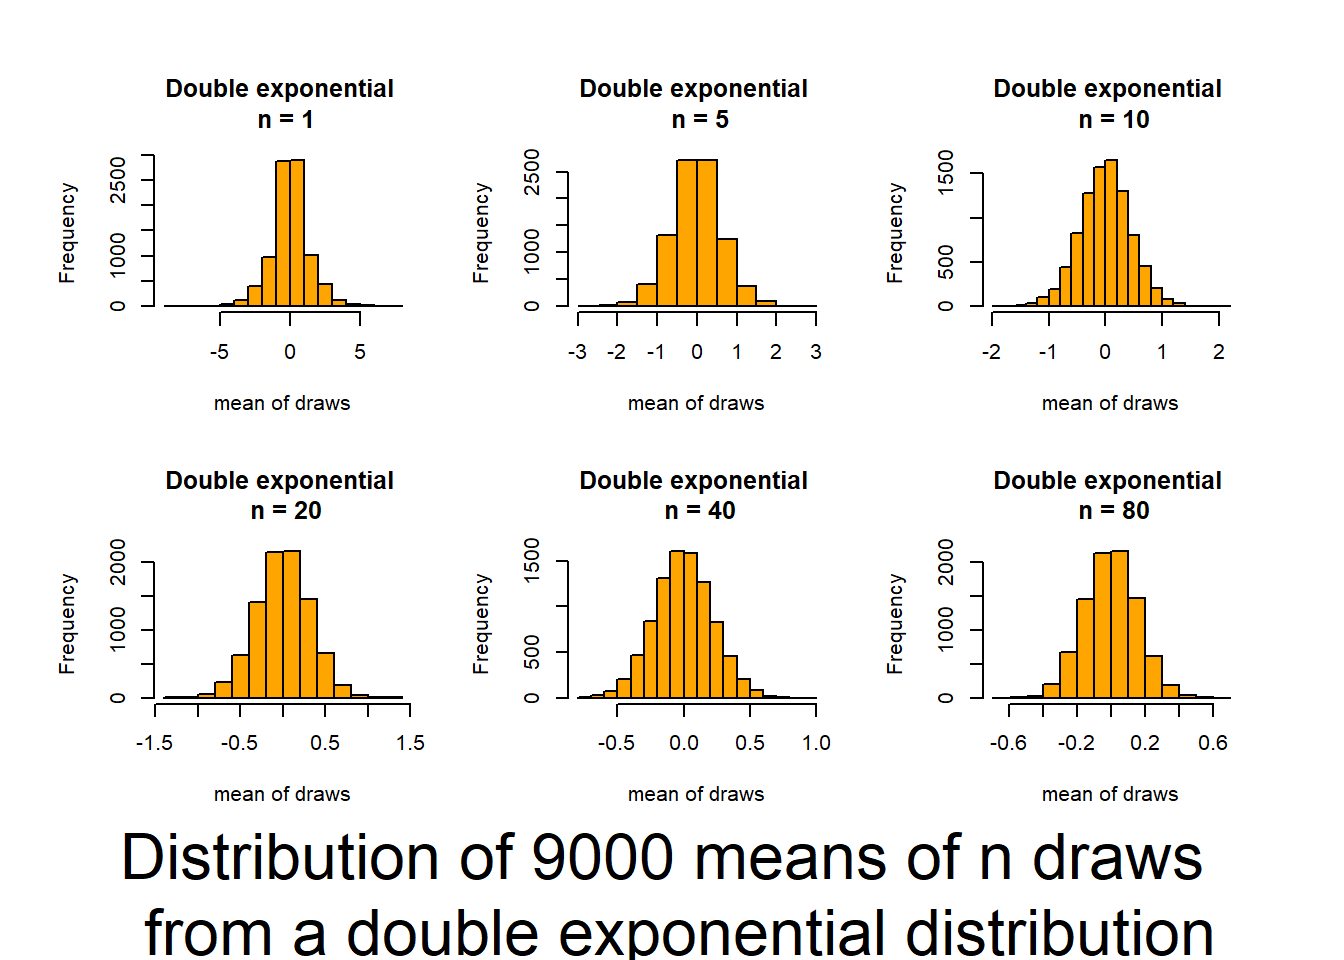 Double exponential
n = 1
Frequency
2500
1000
0
-5 0 5
mean of draws
Double exponential
n = 5
Frequency
2500
1000
0
-3 -2 -1 0 1 2 3
mean of draws
Double exponential
n = 10
Frequency
1500
500
0
-2 -1 0 1 2
mean of draws
Double exponential
n = 20
Frequency
2000
1000
0
-1.5 -0.5 0.5 1.5
mean of draws
Double exponential
n = 40
Frequency
1500
500
0
-0.5 0.0 0.5 1.0
mean of draws
Double exponential
n = 80
Frequency
2000
1000
0
-0.6 -0.2 0.2 0.6
mean of draws
Distribution of 9000 means of n draws
from a double exponential distribution